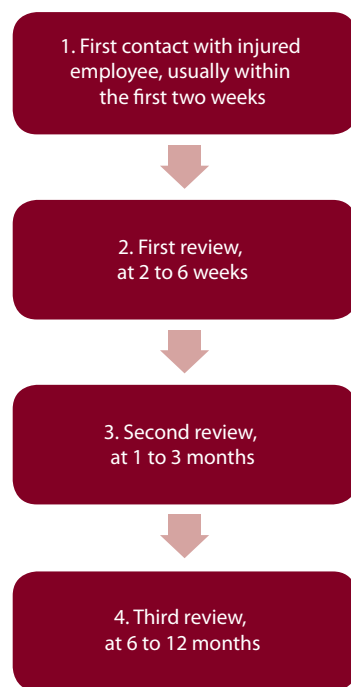 1. First contact with injured
employee, usually within
the first two weeks
2. First review,
at 2 to 6 weeks
3. Second review,
at 1 to 3 months
4. Third review,
at 6 to 12 months